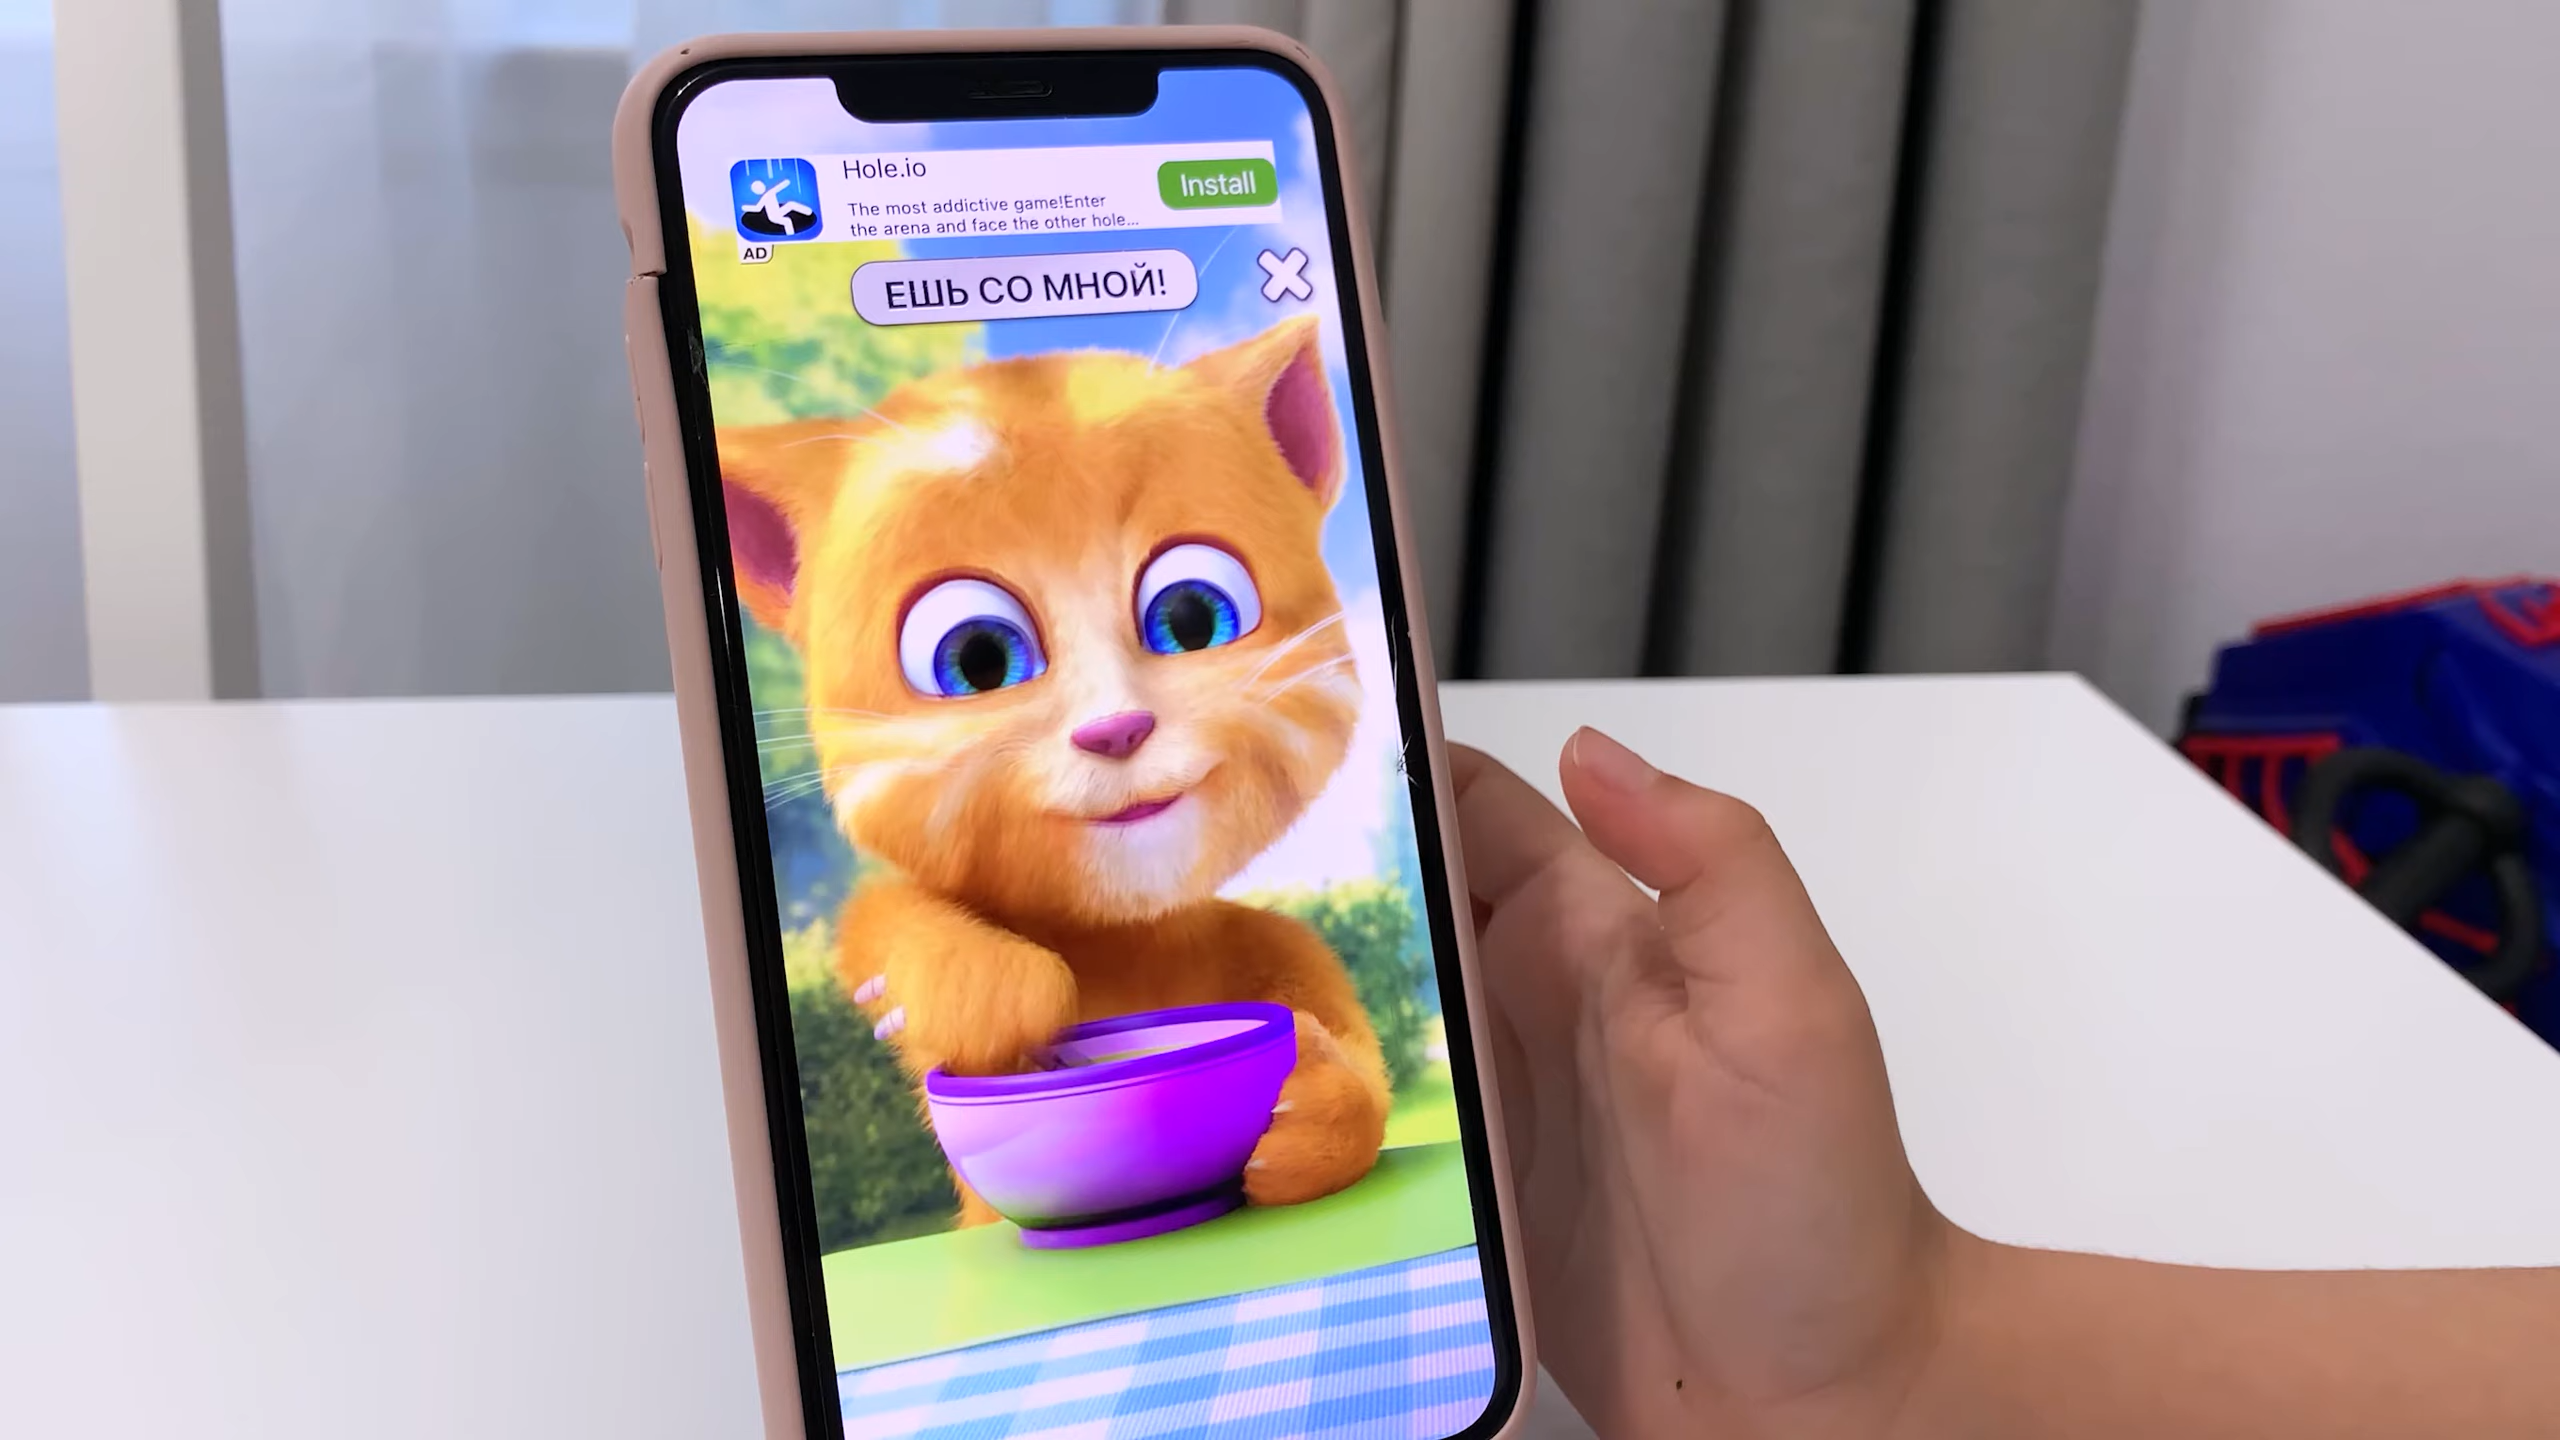 Hole.io
Install
The most addictive game!Enter
the arena and face the other hole...
AD
ЕШЬ СО МНОЙ!